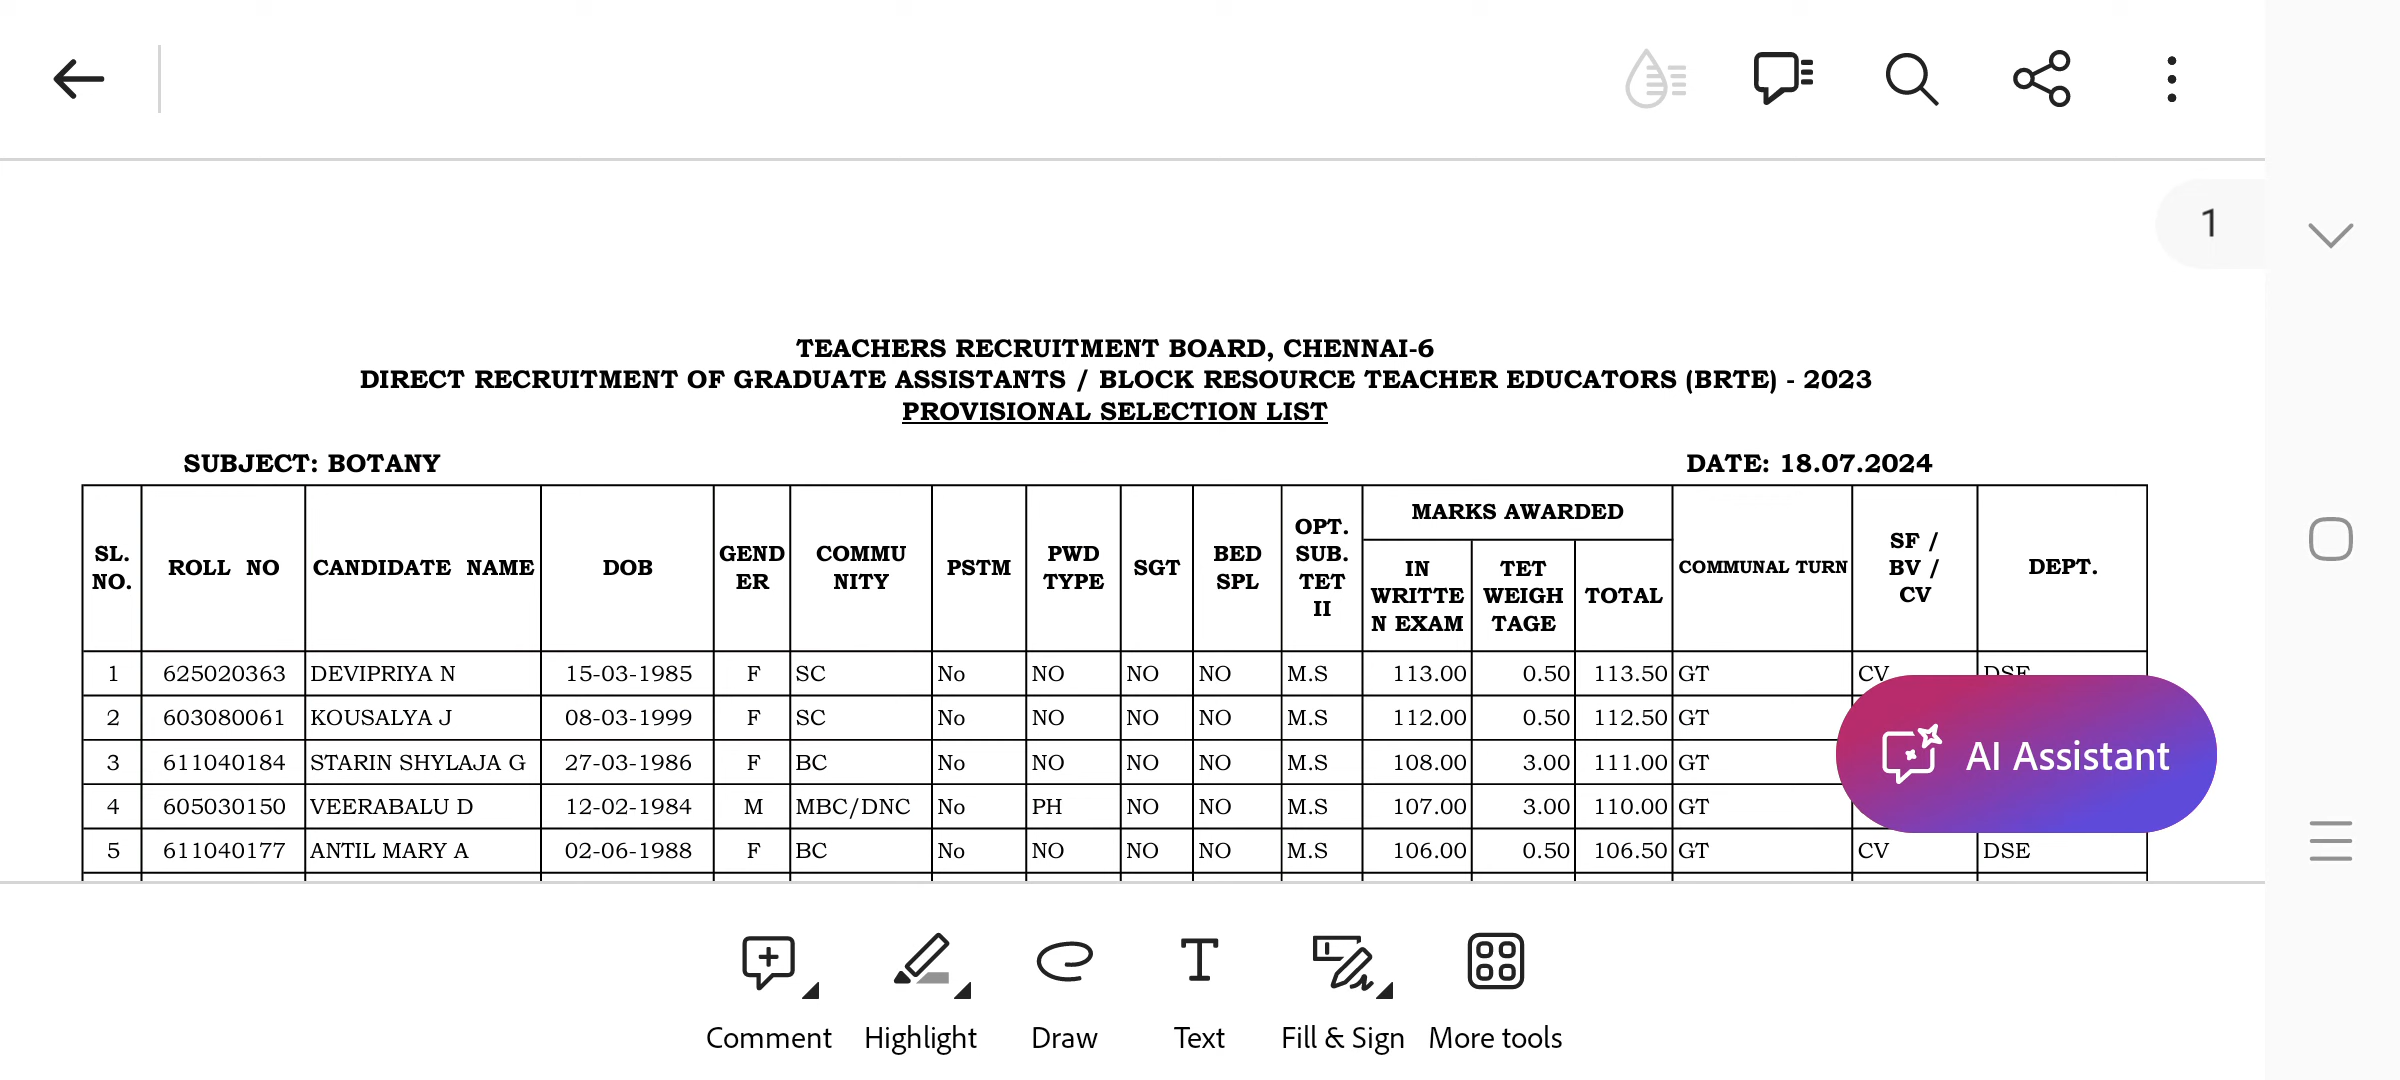 1
TEACHERS RECRUITMENT BOARD, CHENNAI-6
DIRECT RECRUITMENT OF GRADUATE ASSISTANTS / BLOCK RESOURCE TEACHER EDUCATORS (BRTE) - 2023
PROVISIONAL SELECTION LIST
SUBJECT: BOTANY DATE: 18.07.2024
SL. NO. ROLL NO CANDIDATE NAME DOB GENDER COMMUNITY PSTM PWD TYPE SGT BED SPL OPT. SUB. TET II MARKS AWARDED IN WRITTEN EXAM TET WEIGHTAGE TOTAL COMMUNAL TURN SF / BV / CV DEPT.
1 625020363 DEVIPRIYA N 15-03-1985 F SC No NO NO NO M.S 113.00 0.50 113.50 GT CV DSE
2 603080061 KOUSALYA J 08-03-1999 F SC No NO NO NO M.S 112.00 0.50 112.50 GT
3 611040184 STARIN SHYLAJA G 27-03-1986 F BC No NO NO NO M.S 108.00 3.00 111.00 GT
4 605030150 VEERABALU D 12-02-1984 M MBC/DNC No PH NO NO M.S 107.00 3.00 110.00 GT
5 611040177 ANTIL MARY A 02-06-1988 F BC No NO NO NO M.S 106.00 0.50 106.50 GT CV DSE
AI Assistant
Comment Highlight Draw Text Fill & Sign More tools